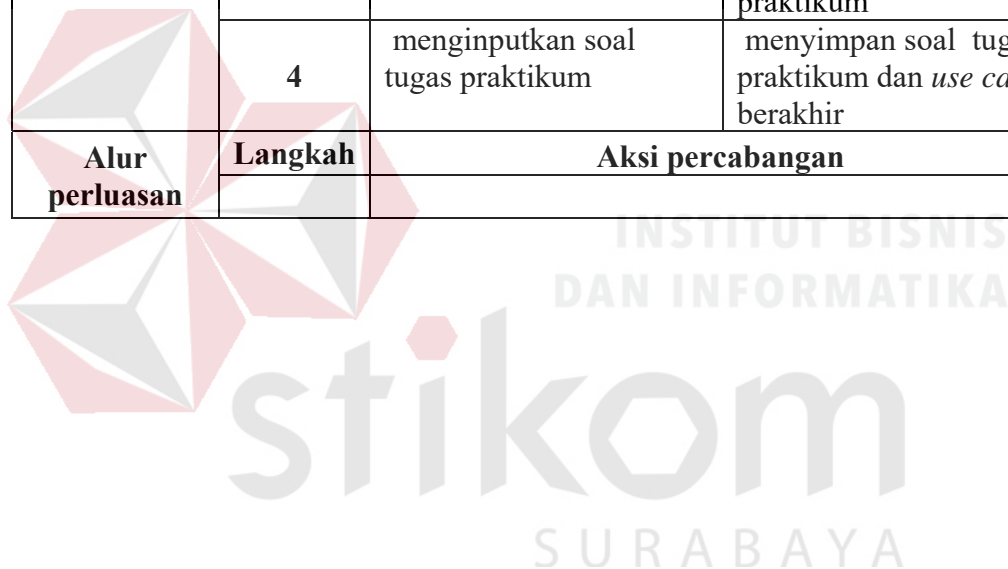 praktikum
menginputkan soal
tugas praktikum
4
menyimpan soal tug
praktikum dan use ca
berakhir
Alur
perluasan
Langkah
Aksi percabangan
INSTITUT BISNIS
DAN INFORMATIKA
stikom
SURABAYA